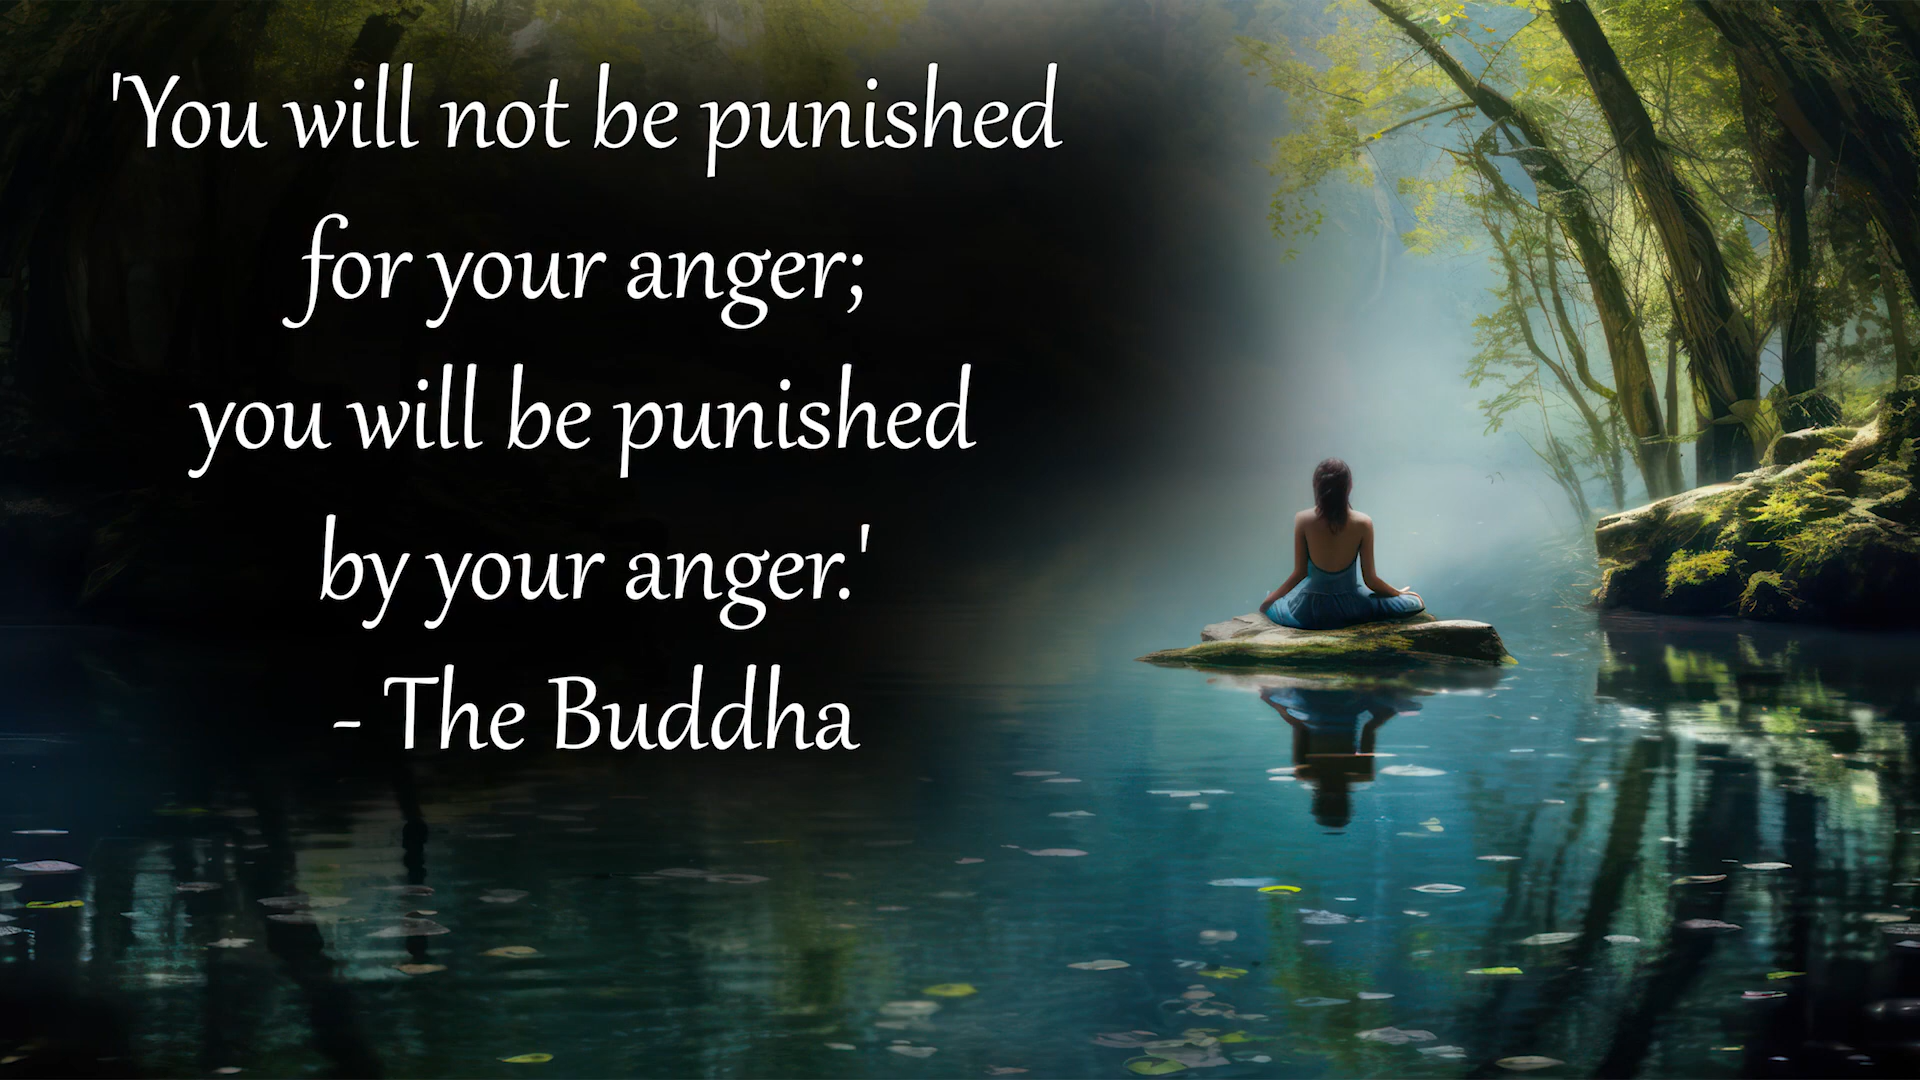 'You will not be punished
for your anger;
you will be punished
by your anger.'
- The Buddha